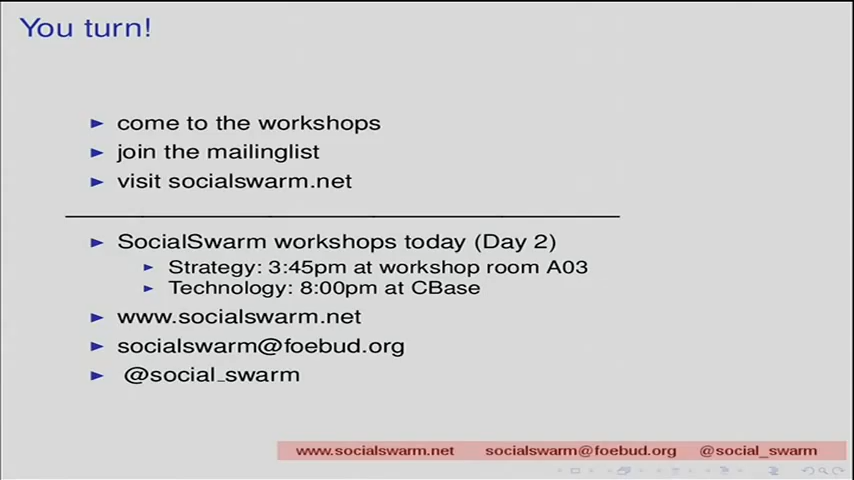 You turn!
come to the workshops
join the mailinglist
visit socialswarm.net
SocialSwarm workshops today (Day 2)
Strategy: 3:45pm at workshop room A03
Technology: 8:00pm at CBase
www.socialswarm.net
socialswarm@foebud.org
@social_swarm
www.socialswarm.net socialswarm@foebud.org @social_swarm